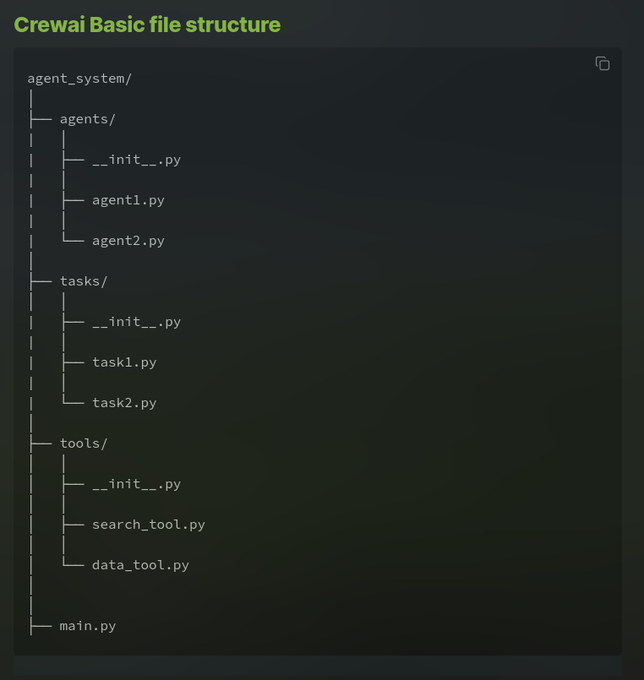 Crewai Basic file structure
agent_system/
│
├── agents/
|   │
|   ├── __init__.py
|   │
|   ├── agent1.py
|   │
|   └── agent2.py
│
├── tasks/
│   │
|   ├── __init__.py
|   │
|   ├── task1.py
|   │
|   └── task2.py
│
├── tools/
│   │
│   ├── __init__.py
│   │
│   ├── search_tool.py
│   │
│   └── data_tool.py
│
│
├── main.py